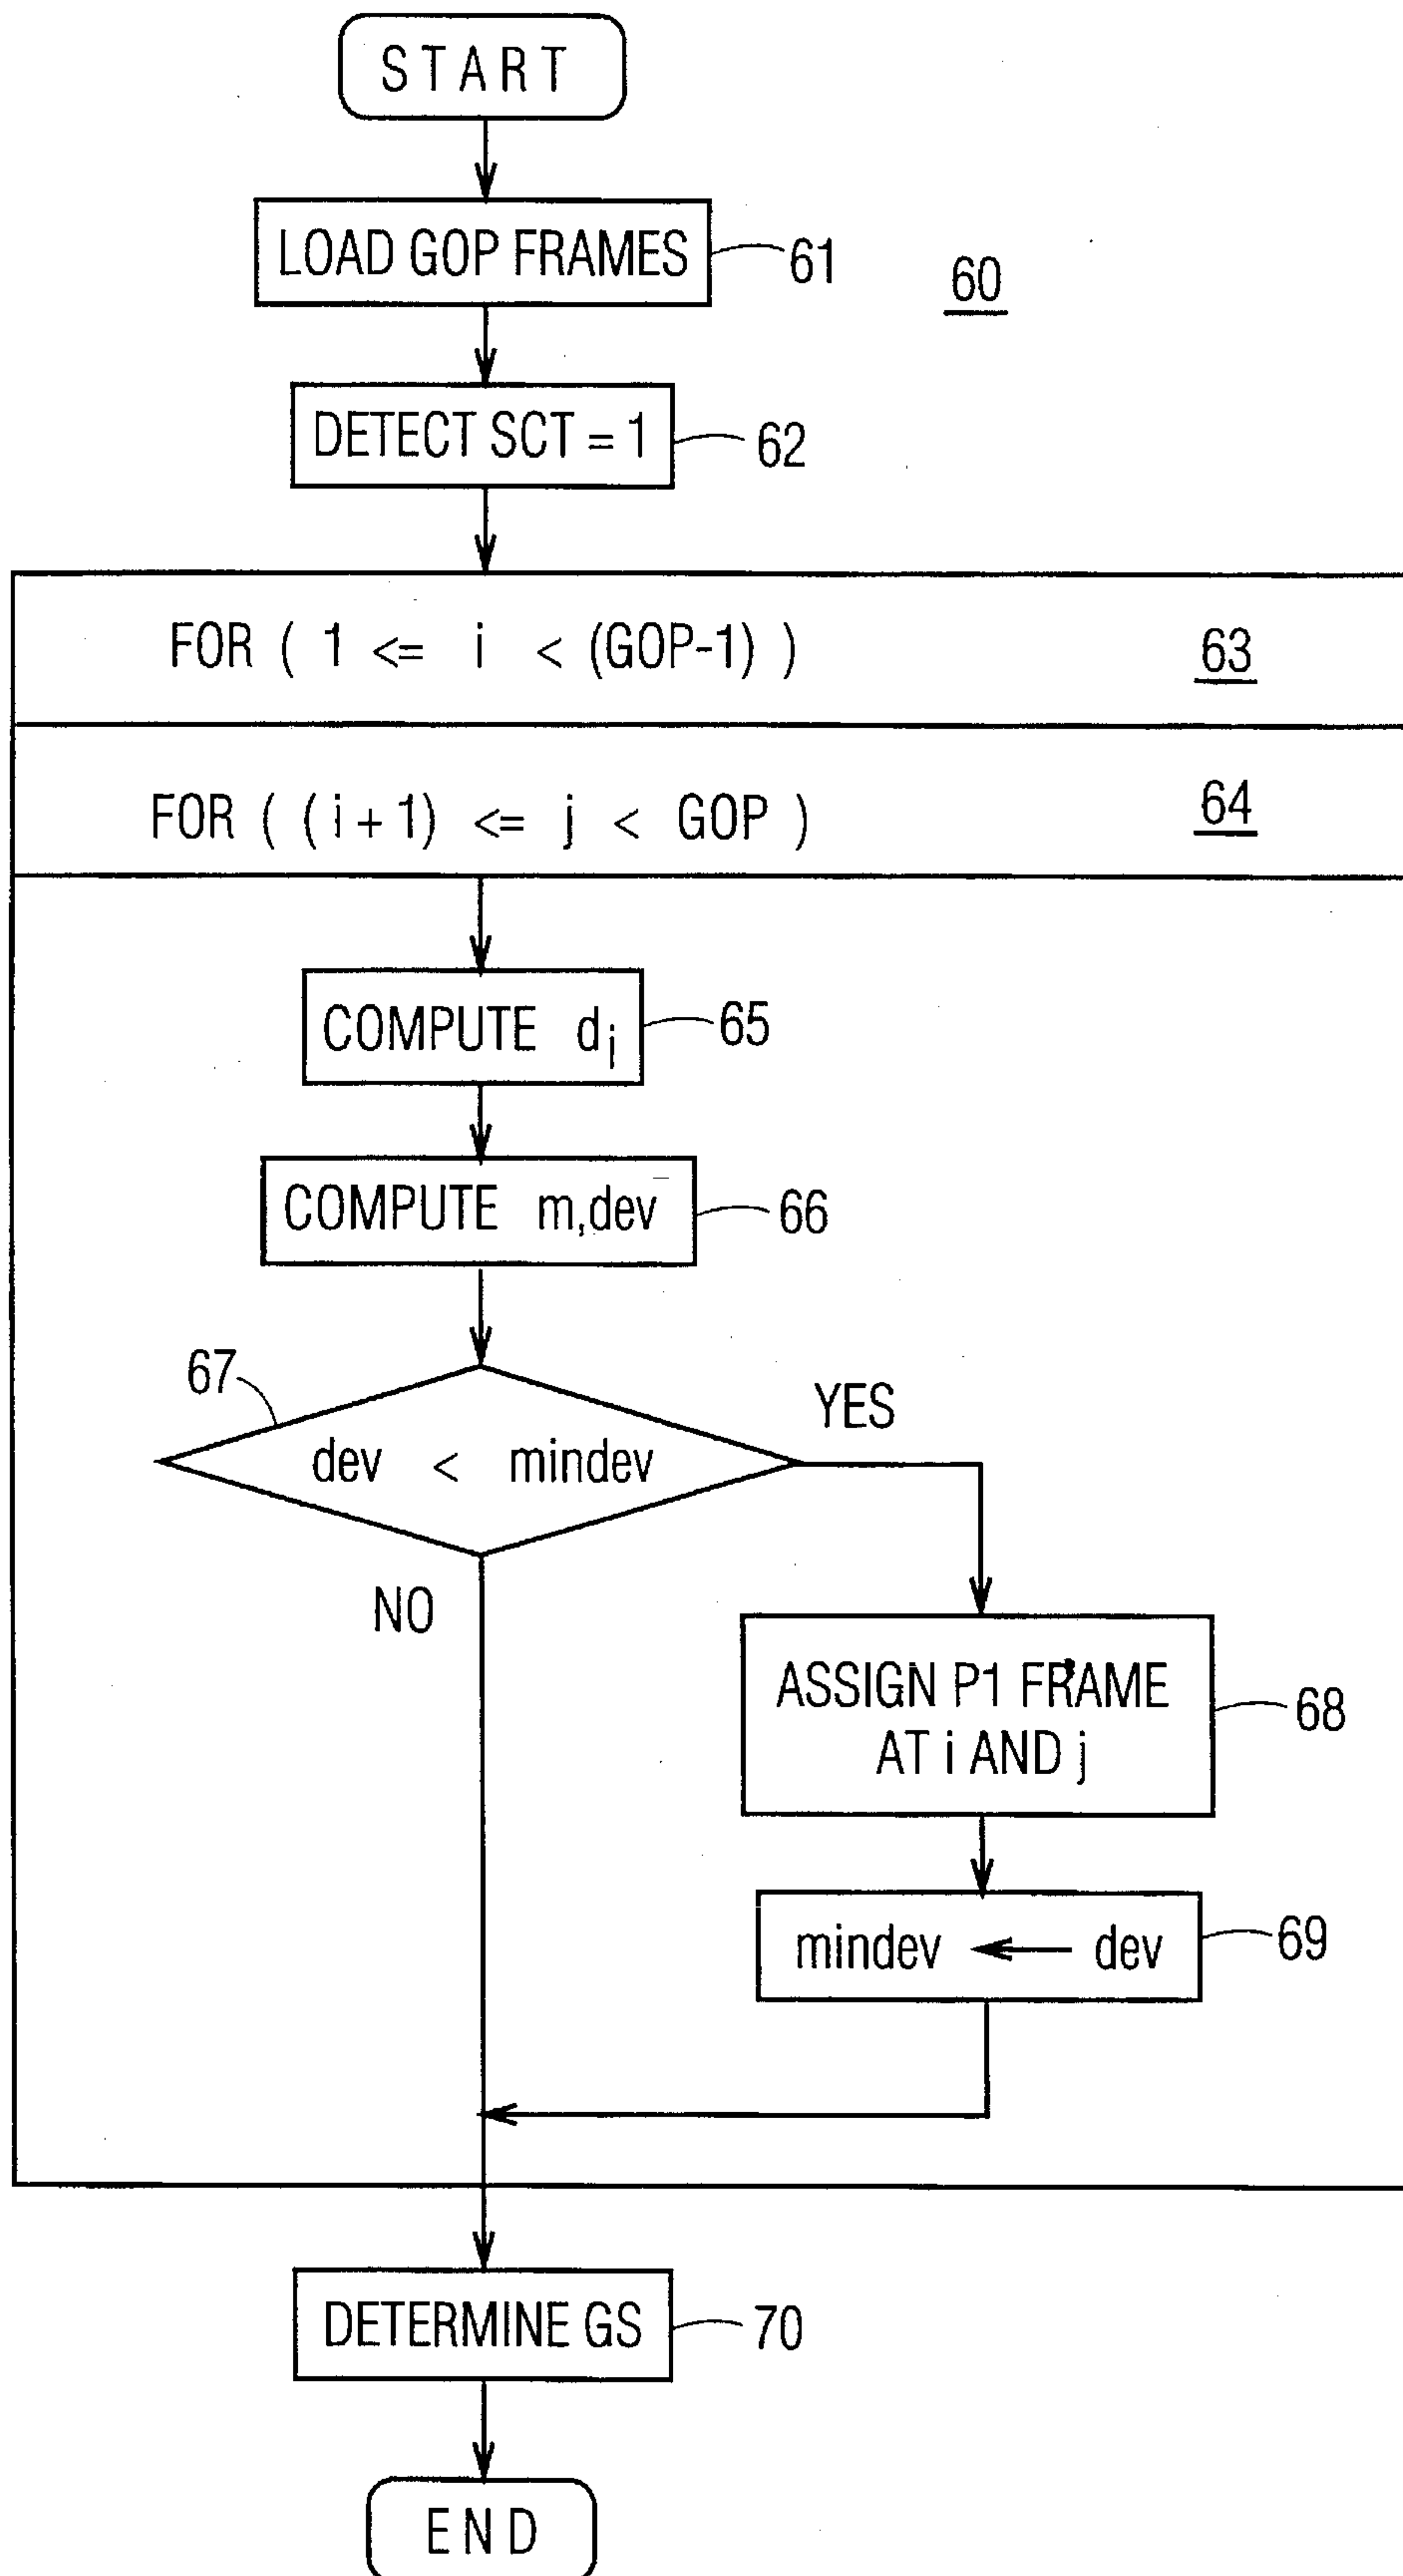 START
LOAD GOP FRAMES
61
60
DETECT SCT = 1
62
FOR ( 1 <= i < (GOP-1) )
63
FOR ( (i + 1) <= j < GOP )
64
COMPUTE di
65
COMPUTE m,dev
66
67
dev < mindev
YES
NO
ASSIGN P1 FRAME
AT i AND j
68
mindev ← dev
69
DETERMINE GS
70
END